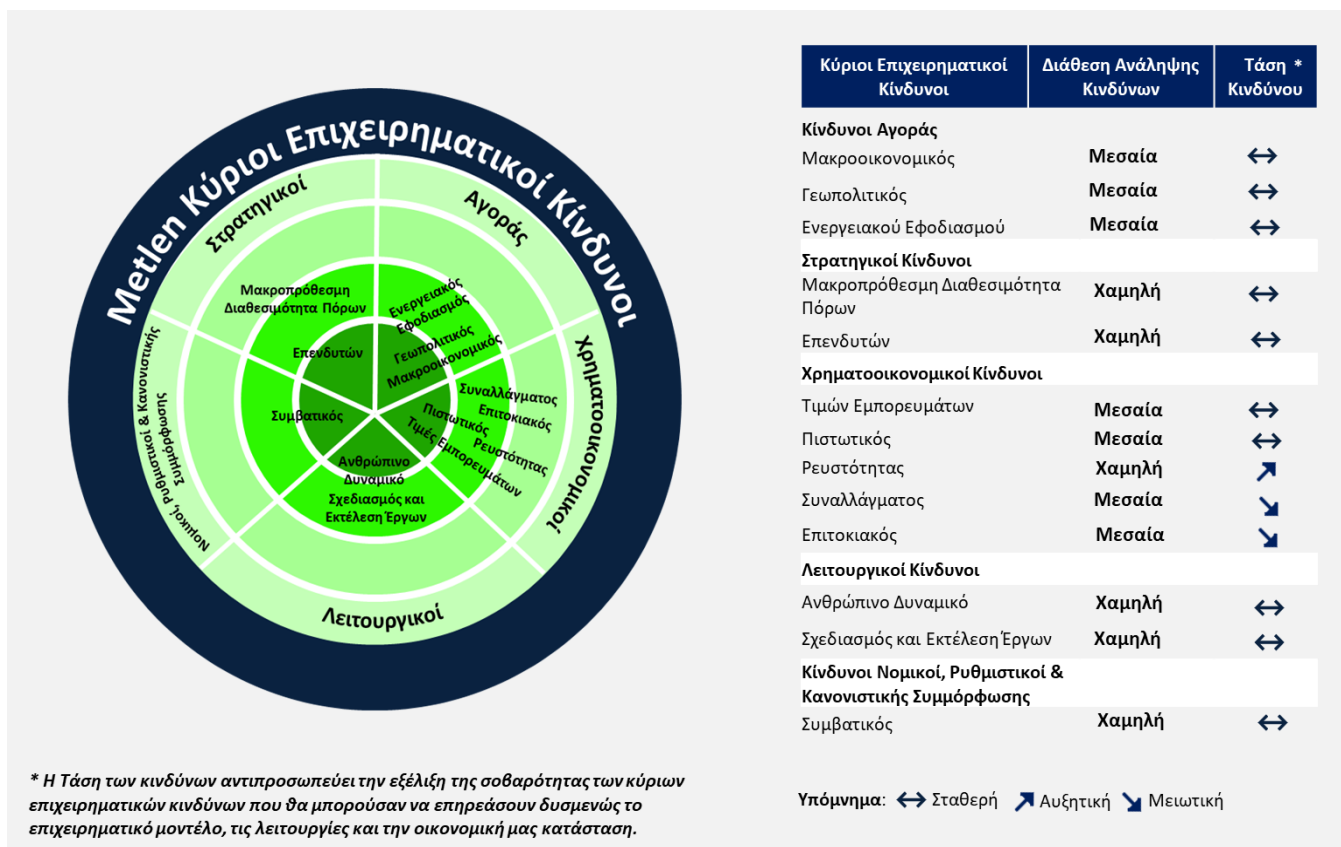 Metlen Κύριοι Επιχειρηματικοί Κίνδυνοι
Στρατηγικοί
Αγοράς
Μακροπρόθεσμη
Διαθεσιμότητα Πόρων
Ενεργειακός
Εφοδιασμός
Επενδυτών
Γεωπολιτικός
Μακροοικονομικός
Νομικοί, Ρυθμιστικοί & Κανονιστικής
Συμμόρφωσης
Χρηματοοικονομικοί
Συμβατικός
Συναλλάγματος
Επιτοκιακός
Πιστωτικός
Ρευστότητας
Τιμές Εμπορευμάτων
Ανθρώπινο
Δυναμικό
Σχεδιασμός και
Εκτέλεση Έργων
Λειτουργικοί
* Η Τάση των κινδύνων αντιπροσωπεύει την εξέλιξη της σοβαρότητας των κύριων
επιχειρηματικών κινδύνων που θα μπορούσαν να επηρεάσουν δυσμενώς το
επιχειρηματικό μοντέλο, τις λειτουργίες και την οικονομική μας κατάσταση.
Κύριοι Επιχειρηματικοί Κίνδυνοι Διάθεση Ανάληψης Κινδύνων Τάση * Κινδύνου
Κίνδυνοι Αγοράς
Μακροοικονομικός Μεσαία ↔
Γεωπολιτικός Μεσαία ↔
Ενεργειακού Εφοδιασμού Μεσαία ↔
Στρατηγικοί Κίνδυνοι
Μακροπρόθεσμη Διαθεσιμότητα
Πόρων Χαμηλή ↔
Επενδυτών Χαμηλή ↔
Χρηματοοικονομικοί Κίνδυνοι
Τιμών Εμπορευμάτων Μεσαία ↔
Πιστωτικός Μεσαία ↔
Ρευστότητας Χαμηλή ↗
Συναλλάγματος Μεσαία ↘
Επιτοκιακός Μεσαία ↘
Λειτουργικοί Κίνδυνοι
Ανθρώπινο Δυναμικό Χαμηλή ↔
Σχεδιασμός και Εκτέλεση Έργων Χαμηλή ↔
Κίνδυνοι Νομικοί, Ρυθμιστικοί &
Κανονιστικής Συμμόρφωσης
Συμβατικός Χαμηλή ↔
Υπόμνημα: ↔ Σταθερή ↗ Αυξητική ↘ Μειωτική